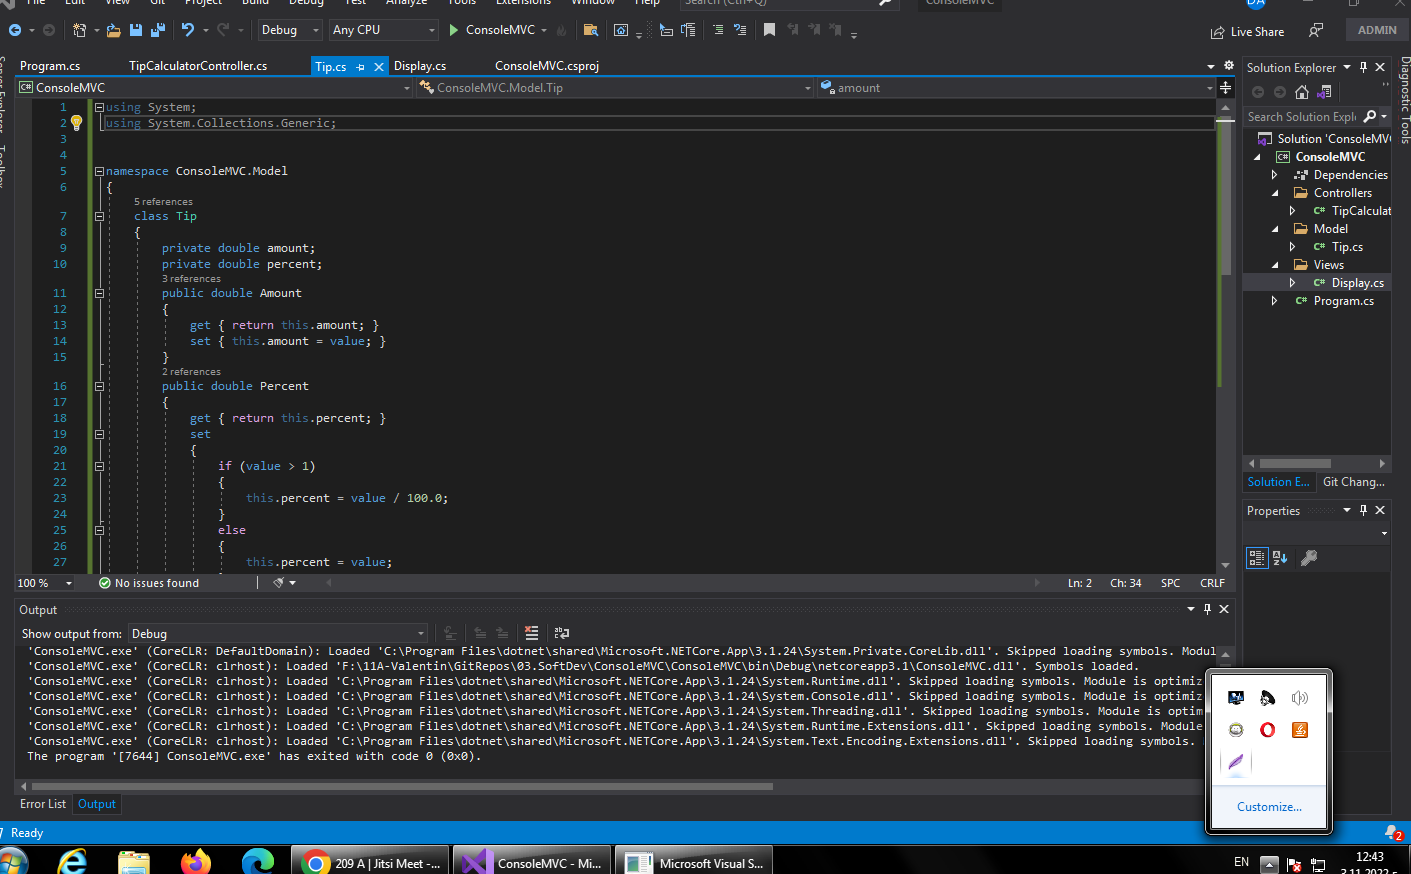 File Edit View Git Project Build Debug Test Analyze Tools Extensions Window Help Search (Ctrl+Q) ConsoleMVC DA
Debug Any CPU ConsoleMVC Live Share ADMIN
Program.cs TipCalculatorController.cs Tip.cs Display.cs ConsoleMVC.csproj
ConsoleMVC ConsoleMVC.Model.Tip amount
1 using System;
2 using System.Collections.Generic;
3
4
5 namespace ConsoleMVC.Model
6 {
5 references
7 class Tip
8 {
9 private double amount;
10 private double percent;
3 references
11 public double Amount
12 {
13 get { return this.amount; }
14 set { this.amount = value; }
15 }
2 references
16 public double Percent
17 {
18 get { return this.percent; }
19 set
20 {
21 if (value > 1)
22 {
23 this.percent = value / 100.0;
24 }
25 else
26 {
27 this.percent = value;
100 % No issues found Ln: 2 Ch: 34 SPC CRLF
Output
Show output from: Debug
'ConsoleMVC.exe' (CoreCLR: DefaultDomain): Loaded 'C:\Program Files\dotnet\shared\Microsoft.NETCore.App\3.1.24\System.Private.CoreLib.dll'. Skipped loading symbols. Modul
'ConsoleMVC.exe' (CoreCLR: clrhost): Loaded 'F:\11A-Valentin\GitRepos\03.SoftDev\ConsoleMVC\ConsoleMVC\bin\Debug\netcoreapp3.1\ConsoleMVC.dll'. Symbols loaded.
'ConsoleMVC.exe' (CoreCLR: clrhost): Loaded 'C:\Program Files\dotnet\shared\Microsoft.NETCore.App\3.1.24\System.Runtime.dll'. Skipped loading symbols. Module is optimiz
'ConsoleMVC.exe' (CoreCLR: clrhost): Loaded 'C:\Program Files\dotnet\shared\Microsoft.NETCore.App\3.1.24\System.Console.dll'. Skipped loading symbols. Module is optimiz
'ConsoleMVC.exe' (CoreCLR: clrhost): Loaded 'C:\Program Files\dotnet\shared\Microsoft.NETCore.App\3.1.24\System.Threading.dll'. Skipped loading symbols. Module is optim
'ConsoleMVC.exe' (CoreCLR: clrhost): Loaded 'C:\Program Files\dotnet\shared\Microsoft.NETCore.App\3.1.24\System.Runtime.Extensions.dll'. Skipped loading symbols. Module
'ConsoleMVC.exe' (CoreCLR: clrhost): Loaded 'C:\Program Files\dotnet\shared\Microsoft.NETCore.App\3.1.24\System.Text.Encoding.Extensions.dll'. Skipped loading symbols.
The program '[7644] ConsoleMVC.exe' has exited with code 0 (0x0).
Error List Output
Ready
Solution Explorer
Search Solution Explo
Solution 'ConsoleMV
ConsoleMVC
Dependencies
Controllers
TipCalculat
Model
Tip.cs
Views
Display.cs
Program.cs
Solution E... Git Chang...
Properties
Diagnostic Tools
Server Explorer
Toolbox
Customize...
2
209 A | Jitsi Meet -... ConsoleMVC - Mi... Microsoft Visual S...
EN 12:43
3.11.2022 г.